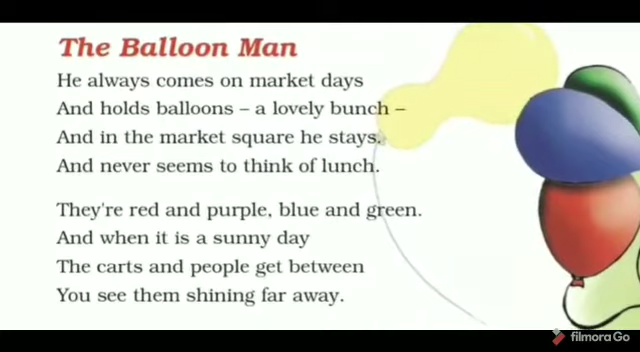 The Balloon Man
He always comes on market days
And holds balloons – a lovely bunch –
And in the market square he stays,
And never seems to think of lunch.
They're red and purple, blue and green.
And when it is a sunny day
The carts and people get between
You see them shining far away.
filmoraGo